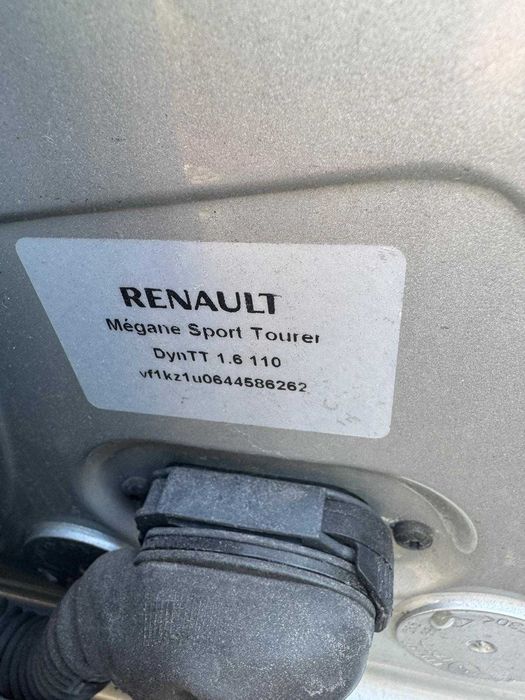 RENAULT
Mégane Sport Tourer
DynTT 1.6 110
vf1kz1u0644586262